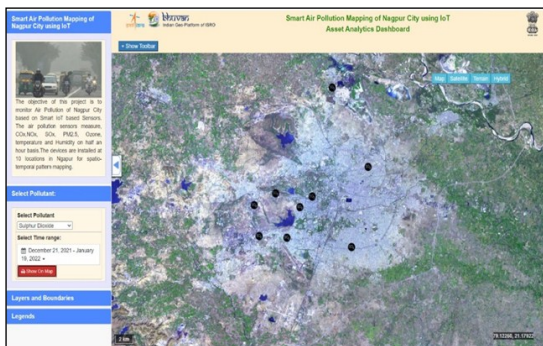 Smart Air Pollution Mapping of
Nagpur City using IoT
bhuvan
Indian Geo Platform of ISRO
Smart Air Pollution Mapping of Nagpur City using IoT
Asset Analytics Dashboard
+ Show Toolbar
Map Satellite Terrain Hybrid
The objective of this project is to
monitor Air Pollution of Nagpur City
based on Smart IoT based Sensors.
The air pollution sensors measure,
COx,NOx, SOx, PM2.5, Ozone,
temperature and Humidity on half an
hour basis.The devices are installed at
10 locations in Ngapur for spatio-
temporal pattern mapping.
Select Pollutant:
Select Pollutant
Sulphur Dioxide
Select Time range:
December 21, 2021 - January
19, 2022
Show On Map
Layers and Boundaries
Legends
2 km